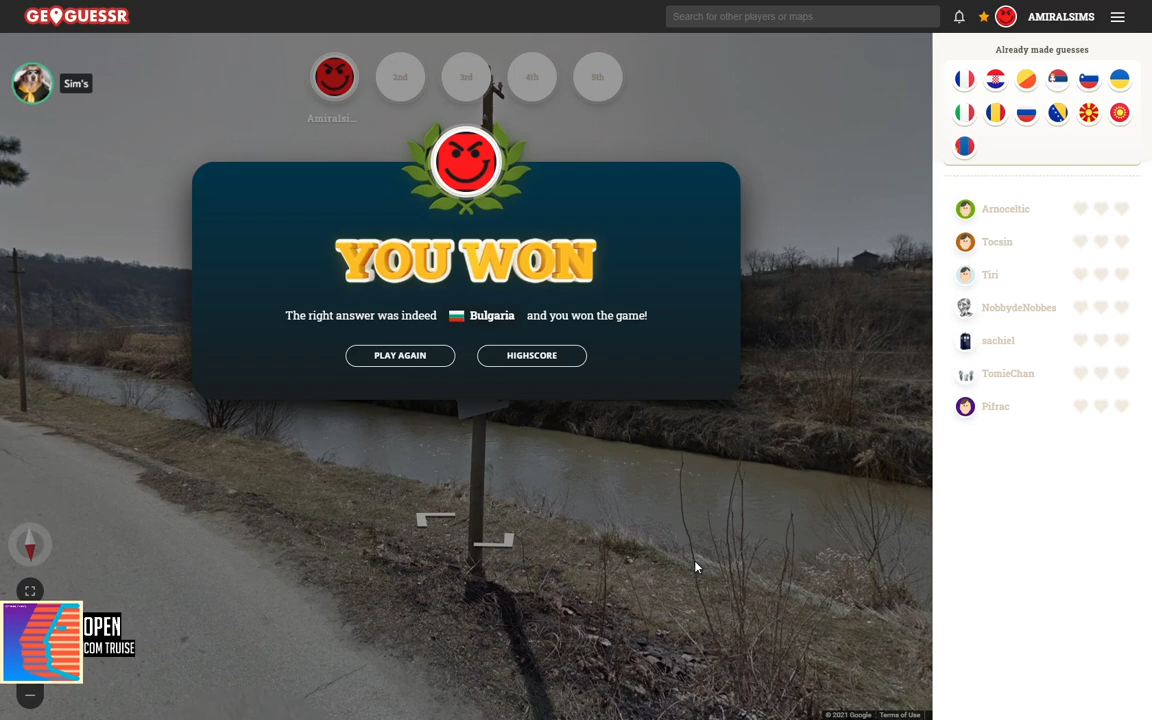 GEOGUESSR
Search for other players or maps
AMIRALSIMS
Sim's
2nd
3rd
4th
5th
Amiralsi...
YOU WON
The right answer was indeed Bulgaria and you won the game!
PLAY AGAIN
HIGHSCORE
Already made guesses
Arnoceltic
Tocsin
Tiri
NobbydeNobbes
sachiel
TomieChan
Pifrac
OPEN
COM TRUISE
© 2021 Google
Terms of Use